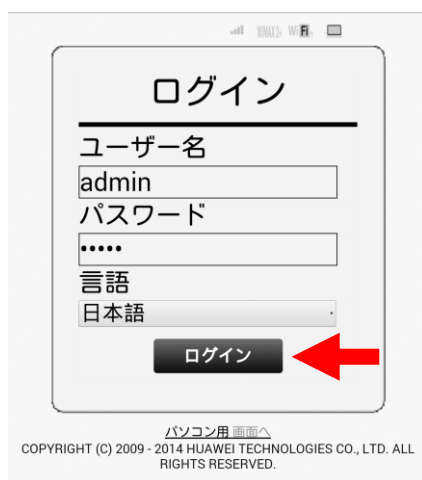 WiMAX2+ WiFi
ログイン
ユーザー名
admin
パスワード
•••••
言語
日本語
ログイン
パソコン用 画面へ
COPYRIGHT (C) 2009 - 2014 HUAWEI TECHNOLOGIES CO., LTD. ALL
RIGHTS RESERVED.